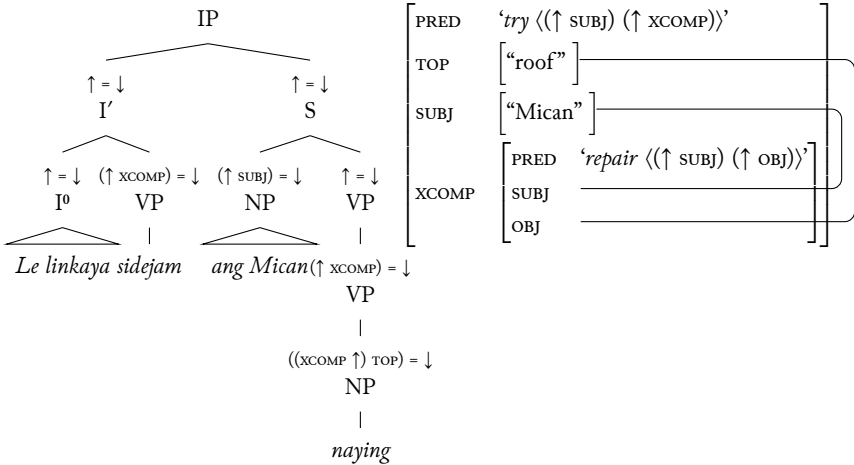 IP
↑ = ↓ ↑ = ↓
I′ S
↑ = ↓ (↑ XCOMP) = ↓ (↑ SUBJ) = ↓ ↑ = ↓
I⁰ VP NP VP
Le linkaya sidejam ang Mican (↑ XCOMP) = ↓
VP
((XCOMP ↑) TOP) = ↓
NP
naying
PRED ‘try ⟨(↑ SUBJ) (↑ XCOMP)⟩’
TOP [“roof”]
SUBJ [“Mican”]
XCOMP
PRED ‘repair ⟨(↑ SUBJ) (↑ OBJ)⟩’
SUBJ
OBJ